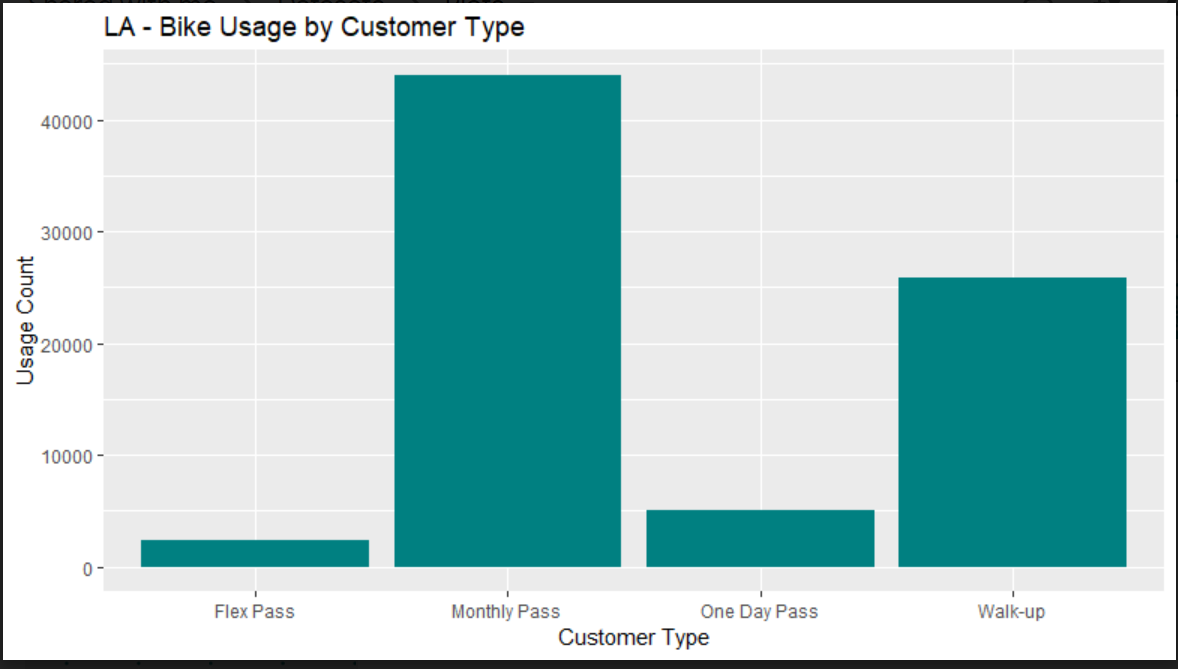 LA - Bike Usage by Customer Type
Usage Count
40000
30000
20000
10000
0
Flex Pass Monthly Pass One Day Pass Walk-up
Customer Type